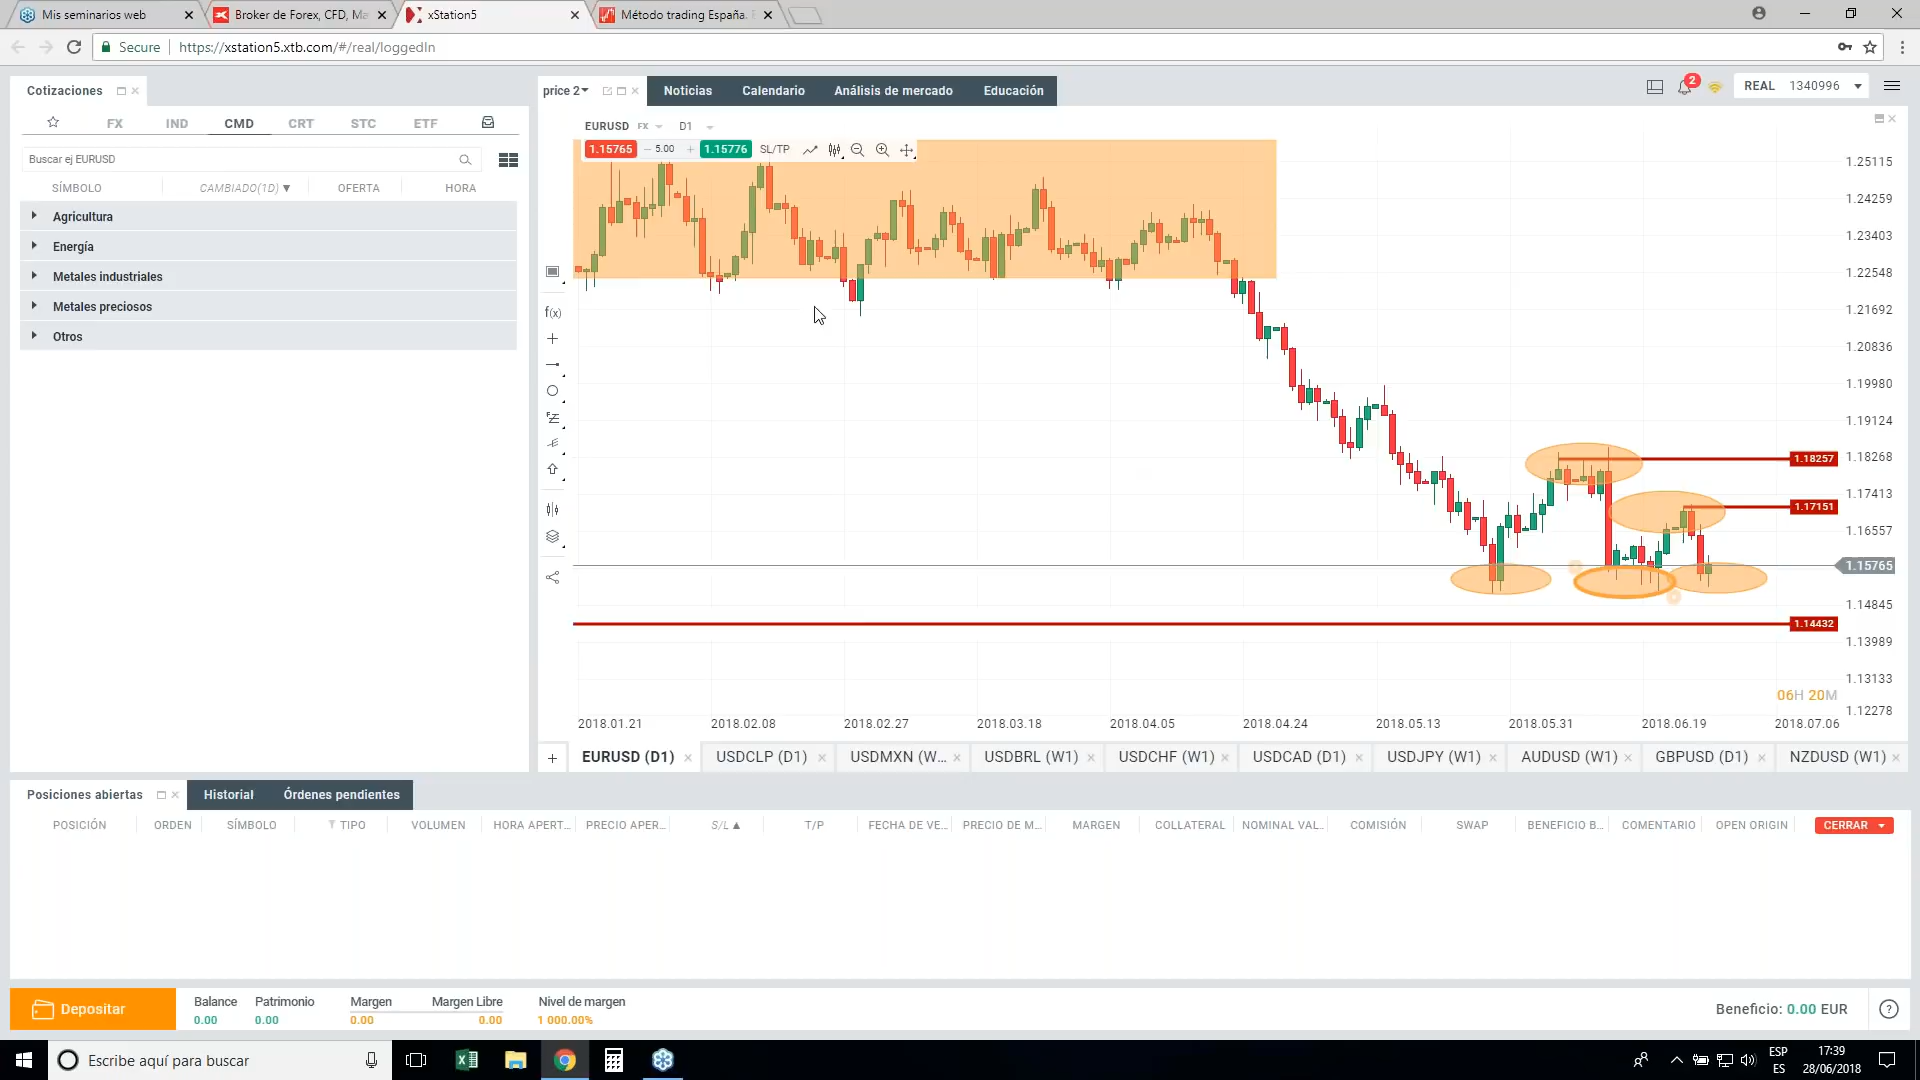 Mis seminarios web
Broker de Forex, CFD, Ma
xStation5
Método trading España.
Secure https://xstation5.xtb.com/#/real/loggedIn
Cotizaciones
FX IND CMD CRT STC ETF
Buscar ej EURUSD
SÍMBOLO CAMBIADO(1D) ▼ OFERTA HORA
Agricultura
Energía
Metales industriales
Metales preciosos
Otros
price 2 Noticias Calendario Análisis de mercado Educación
2 REAL 1340996
EURUSD FX D1
1.15765 – 5.00 + 1.15776 SL/TP
f(x)
1.25115
1.24259
1.23403
1.22548
1.21692
1.20836
1.19980
1.19124
1.18268
1.18257
1.17413
1.17151
1.16557
1.15765
1.14845
1.14432
1.13989
1.13133
1.12278
06H 20M
2018.01.21 2018.02.08 2018.02.27 2018.03.18 2018.04.05 2018.04.24 2018.05.13 2018.05.31 2018.06.19 2018.07.06
EURUSD (D1) USDCLP (D1) USDMXN (W... USDBRL (W1) USDCHF (W1) USDCAD (D1) USDJPY (W1) AUDUSD (W1) GBPUSD (D1) NZDUSD (W1)
Posiciones abiertas Historial Órdenes pendientes
POSICIÓN ORDEN SÍMBOLO TIPO VOLUMEN HORA APERT... PRECIO APER... S/L ▲ T/P FECHA DE VE... PRECIO DE M... MARGEN COLLATERAL NOMINAL VAL... COMISIÓN SWAP BENEFICIO B... COMENTARIO OPEN ORIGIN CERRAR
Depositar
Balance Patrimonio Margen Margen Libre Nivel de margen
0.00 0.00 0.00 0.00 1 000.00%
Beneficio: 0.00 EUR
Escribe aquí para buscar
ESP
ES
17:39
28/06/2018